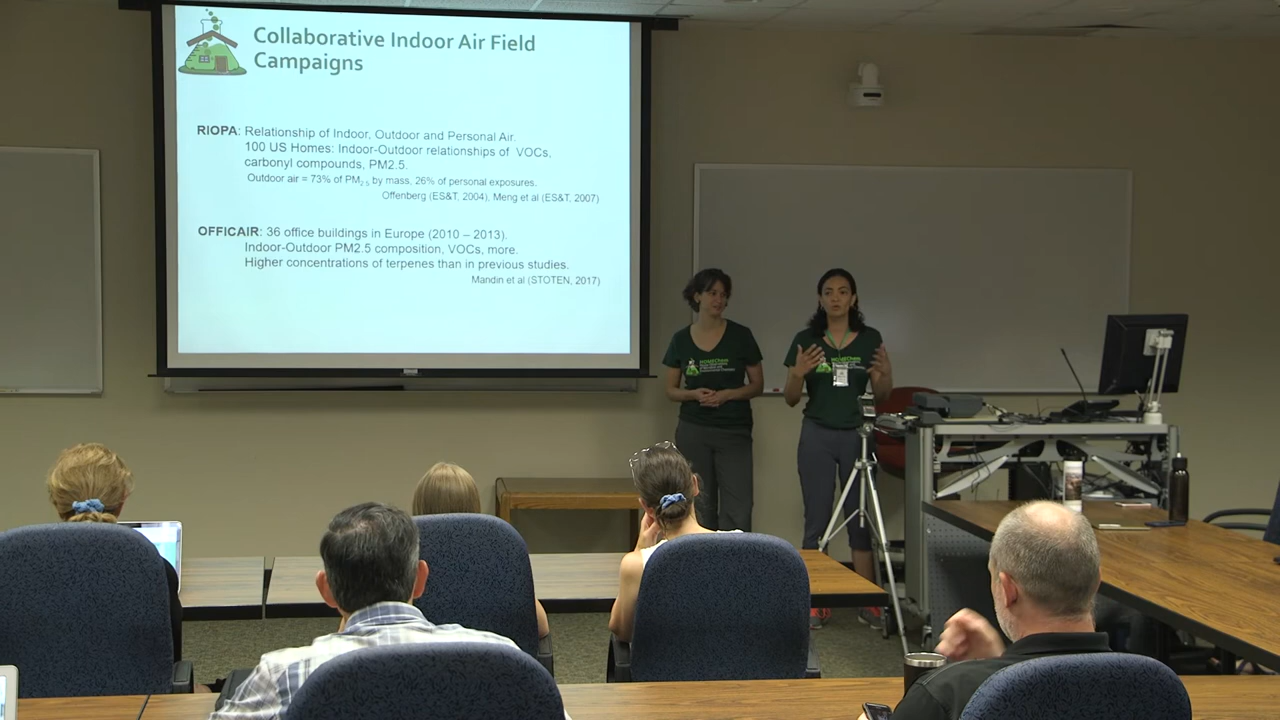 Collaborative Indoor Air Field
Campaigns
RIOPA: Relationship of Indoor, Outdoor and Personal Air.
100 US Homes: Indoor-Outdoor relationships of VOCs,
carbonyl compounds, PM2.5.
Outdoor air = 73% of PM2.5 by mass, 26% of personal exposures.
Offenberg (ES&T, 2004), Meng et al (ES&T, 2007)
OFFICAIR: 36 office buildings in Europe (2010 – 2013).
Indoor-Outdoor PM2.5 composition, VOCs, more.
Higher concentrations of terpenes than in previous studies.
Mandin et al (STOTEN, 2017)
HOMEChem
HOMEChem